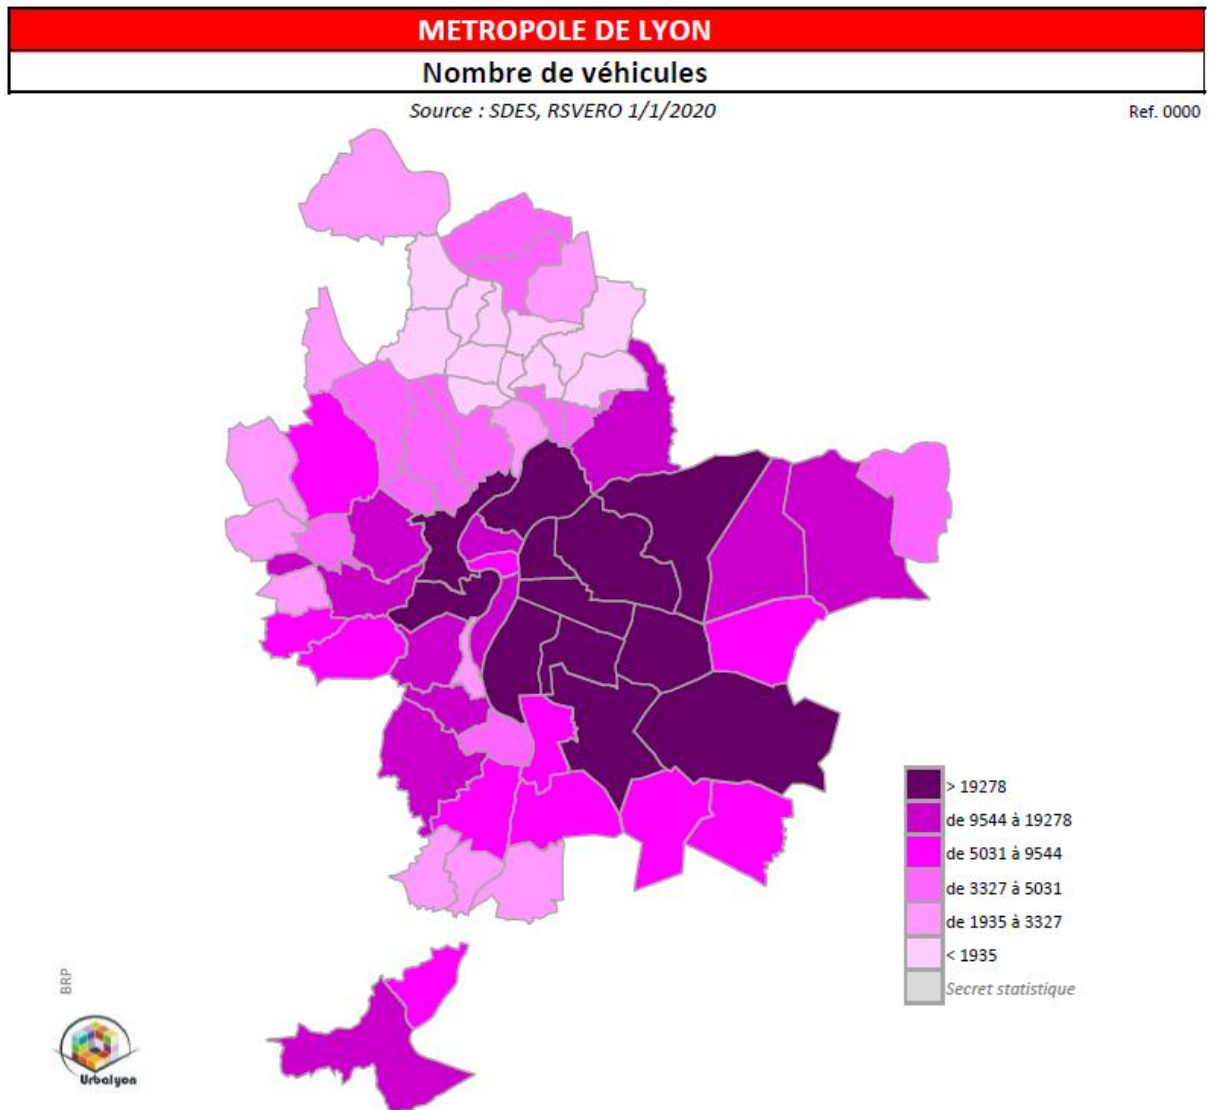 METROPOLE DE LYON
Nombre de véhicules
Source : SDES, RSVERO 1/1/2020
Ref. 0000
> 19278
de 9544 à 19278
de 5031 à 9544
de 3327 à 5031
de 1935 à 3327
< 1935
Secret statistique
BRP
Urbalyon